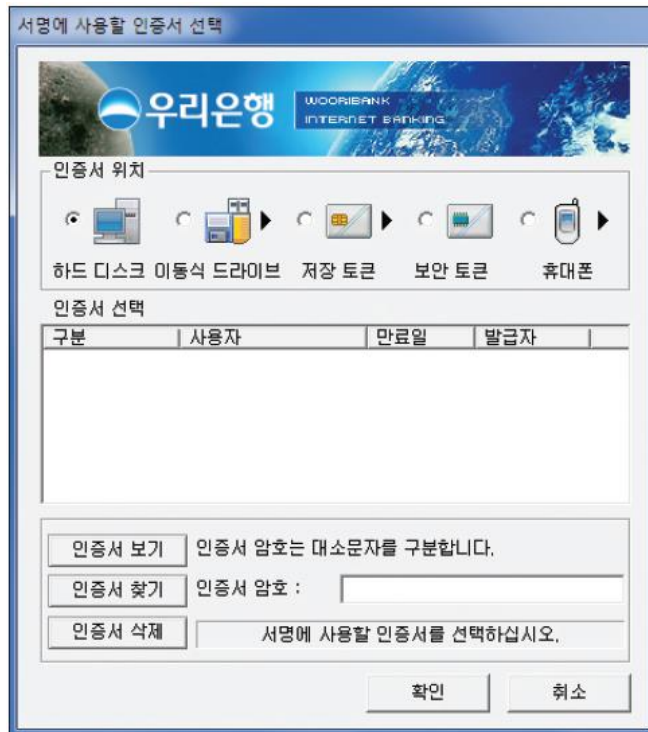 서명에 사용할 인증서 선택
우리은행
WOORIBANK
INTERNET BANKING
인증서 위치
하드 디스크 이동식 드라이브 저장 토큰 보안 토큰 휴대폰
인증서 선택
구분 사용자 만료일 발급자
인증서 보기 인증서 암호는 대소문자를 구분합니다.
인증서 찾기 인증서 암호 :
인증서 삭제 서명에 사용할 인증서를 선택하십시오.
확인 취소